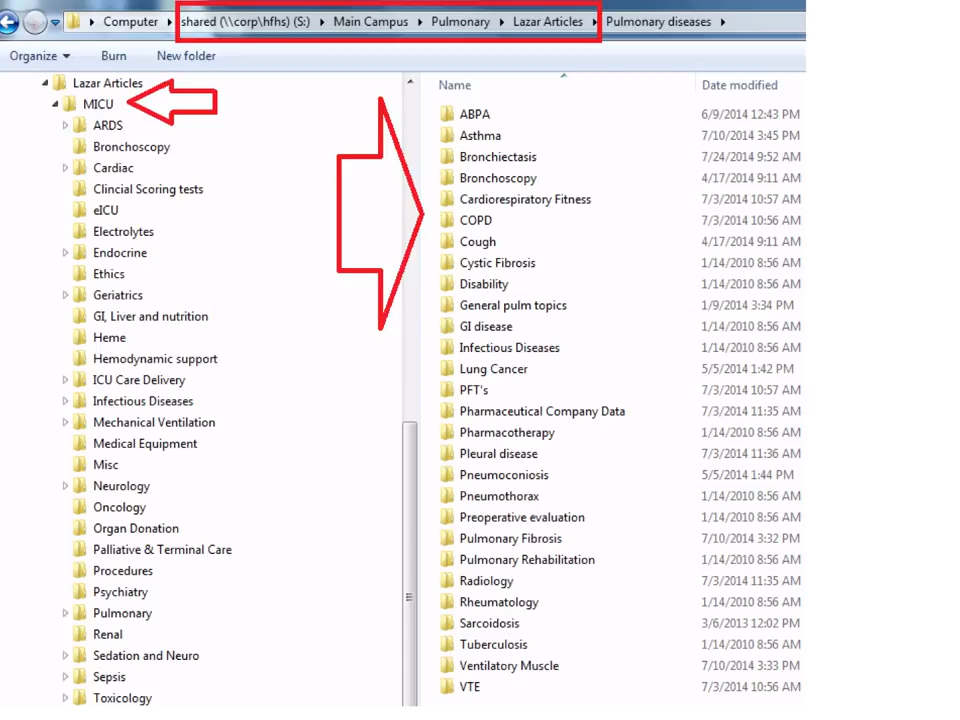 Computer shared (\\corp\hfhs) (S:) Main Campus Pulmonary Lazar Articles Pulmonary diseases
Organize Burn New folder
Lazar Articles
MICU
ARDS
Bronchoscopy
Cardiac
Clincial Scoring tests
eICU
Electrolytes
Endocrine
Ethics
Geriatrics
GI, Liver and nutrition
Heme
Hemodynamic support
ICU Care Delivery
Infectious Diseases
Mechanical Ventilation
Medical Equipment
Misc
Neurology
Oncology
Organ Donation
Palliative & Terminal Care
Procedures
Psychiatry
Pulmonary
Renal
Sedation and Neuro
Sepsis
Toxicology
Name Date modified
ABPA 6/9/2014 12:43 PM
Asthma 7/10/2014 3:45 PM
Bronchiectasis 7/24/2014 9:52 AM
Bronchoscopy 4/17/2014 9:11 AM
Cardiorespiratory Fitness 7/3/2014 10:57 AM
COPD 7/3/2014 10:56 AM
Cough 4/17/2014 9:11 AM
Cystic Fibrosis 1/14/2010 8:56 AM
Disability 1/14/2010 8:56 AM
General pulm topics 1/9/2014 3:34 PM
GI disease 1/14/2010 8:56 AM
Infectious Diseases 1/14/2010 8:56 AM
Lung Cancer 5/5/2014 1:42 PM
PFT's 7/3/2014 10:57 AM
Pharmaceutical Company Data 7/3/2014 11:35 AM
Pharmacotherapy 1/14/2010 8:56 AM
Pleural disease 7/3/2014 11:36 AM
Pneumoconiosis 5/5/2014 1:44 PM
Pneumothorax 1/14/2010 8:56 AM
Preoperative evaluation 1/14/2010 8:56 AM
Pulmonary Fibrosis 7/10/2014 3:32 PM
Pulmonary Rehabilitation 1/14/2010 8:56 AM
Radiology 7/3/2014 11:35 AM
Rheumatology 1/14/2010 8:56 AM
Sarcoidosis 3/6/2013 12:02 PM
Tuberculosis 1/14/2010 8:56 AM
Ventilatory Muscle 7/10/2014 3:33 PM
VTE 7/3/2014 10:56 AM